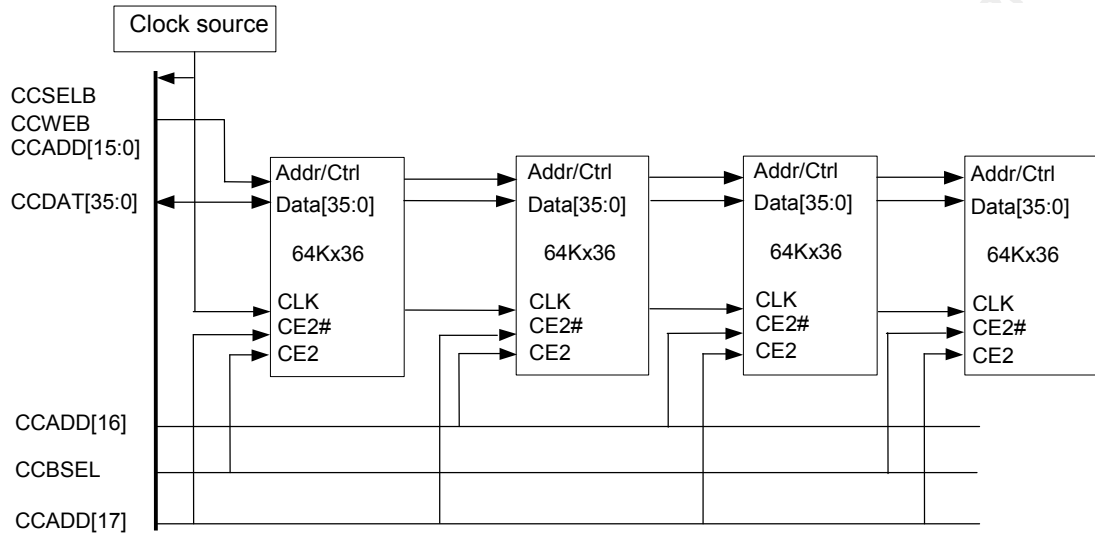 Clock source
CCSELB
CCWEB
CCADD[15:0]
CCDAT[35:0]
Addr/Ctrl
Data[35:0]
64Kx36
CLK
CE2#
CE2
Addr/Ctrl
Data[35:0]
64Kx36
CLK
CE2#
CE2
Addr/Ctrl
Data[35:0]
64Kx36
CLK
CE2#
CE2
Addr/Ctrl
Data[35:0]
64Kx36
CLK
CE2#
CE2
CCADD[16]
CCBSEL
CCADD[17]